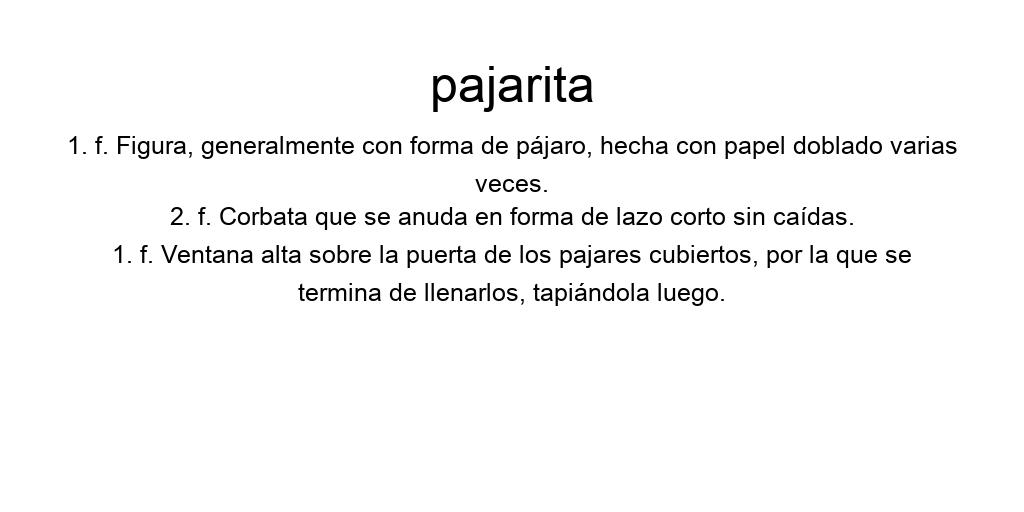 pajarita
1. f. Figura, generalmente con forma de pájaro, hecha con papel doblado varias
veces.
2. f. Corbata que se anuda en forma de lazo corto sin caídas.
1. f. Ventana alta sobre la puerta de los pajares cubiertos, por la que se
termina de llenarlos, tapiándola luego.